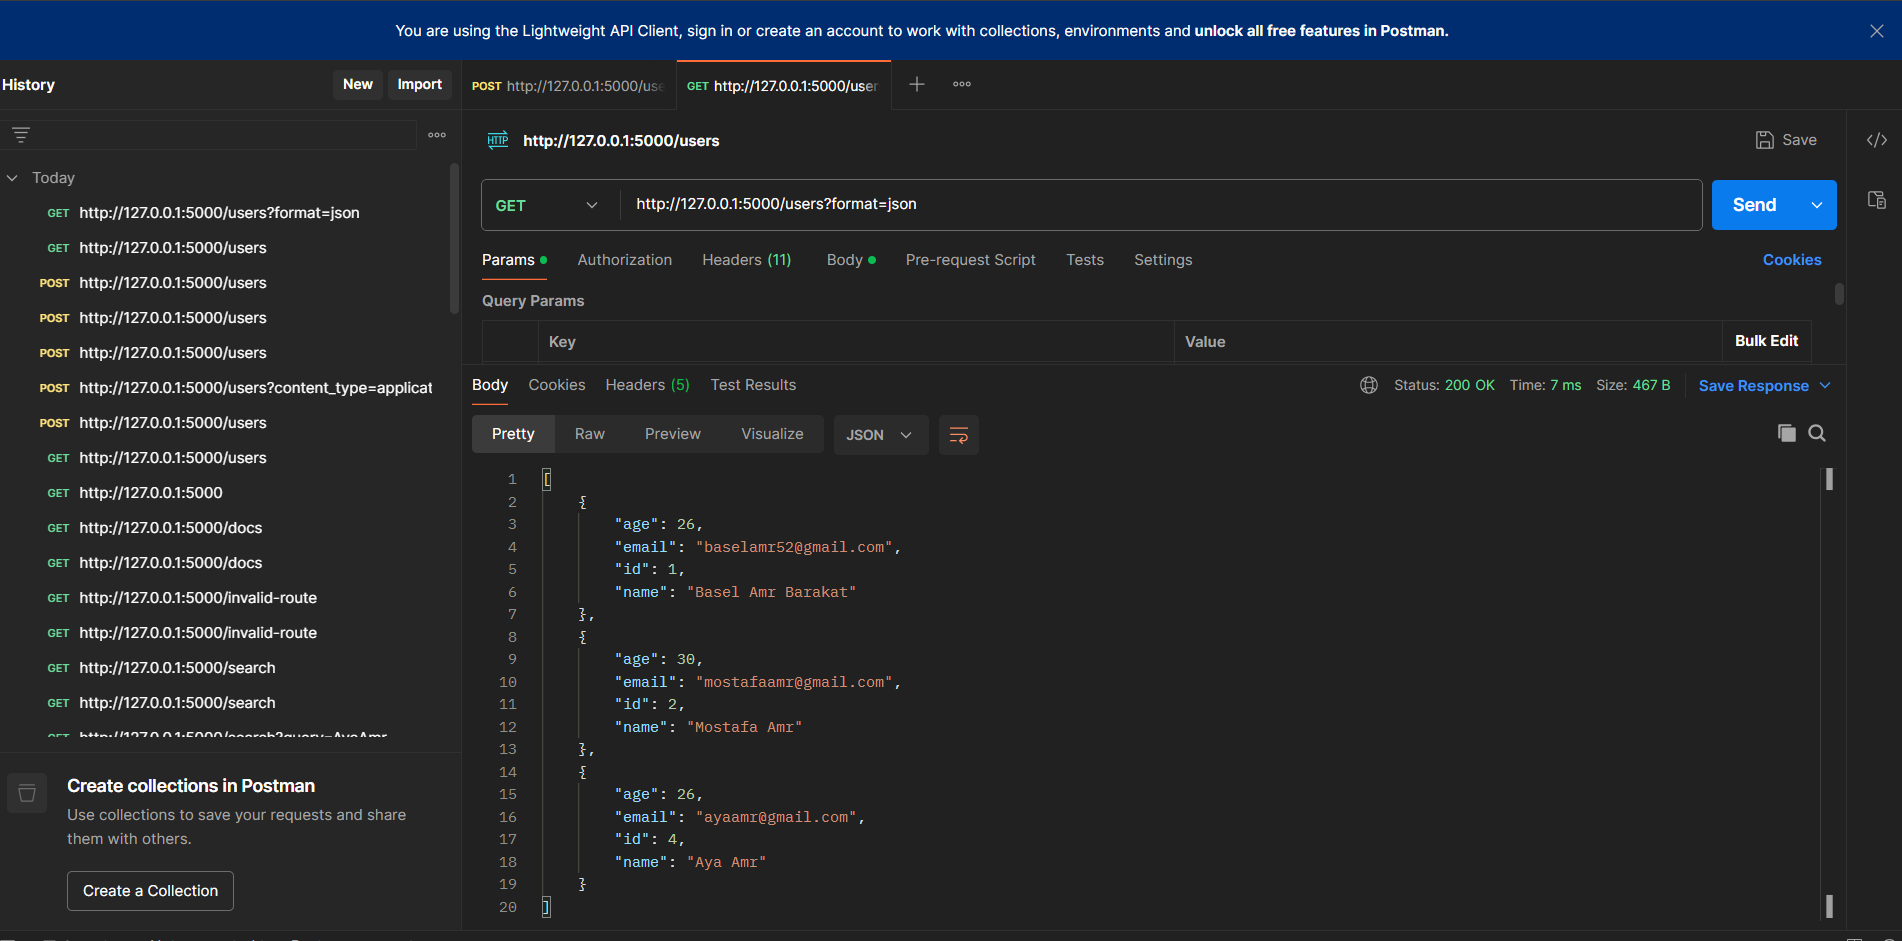 You are using the Lightweight API Client, sign in or create an account to work with collections, environments and unlock all free features in Postman.
History
New
Import
POST http://127.0.0.1:5000/use
GET http://127.0.0.1:5000/user
HTTP http://127.0.0.1:5000/users
Save
</>
Today
GET http://127.0.0.1:5000/users?format=json
GET http://127.0.0.1:5000/users
POST http://127.0.0.1:5000/users
POST http://127.0.0.1:5000/users
POST http://127.0.0.1:5000/users
POST http://127.0.0.1:5000/users?content_type=applicat
POST http://127.0.0.1:5000/users
GET http://127.0.0.1:5000/users
GET http://127.0.0.1:5000
GET http://127.0.0.1:5000/docs
GET http://127.0.0.1:5000/docs
GET http://127.0.0.1:5000/invalid-route
GET http://127.0.0.1:5000/invalid-route
GET http://127.0.0.1:5000/search
GET http://127.0.0.1:5000/search
GET http://127.0.0.1:5000/search?query=AyaAmr
Create collections in Postman
Use collections to save your requests and share
them with others.
Create a Collection
GET http://127.0.0.1:5000/users?format=json
Send
Params Authorization Headers (11) Body Pre-request Script Tests Settings Cookies
Query Params
Key Value Bulk Edit
Body Cookies Headers (5) Test Results Status: 200 OK Time: 7 ms Size: 467 B Save Response
Pretty Raw Preview Visualize JSON
1 [
2 {
3 "age": 26,
4 "email": "baselamr52@gmail.com",
5 "id": 1,
6 "name": "Basel Amr Barakat"
7 },
8 {
9 "age": 30,
10 "email": "mostafaamr@gmail.com",
11 "id": 2,
12 "name": "Mostafa Amr"
13 },
14 {
15 "age": 26,
16 "email": "ayaamr@gmail.com",
17 "id": 4,
18 "name": "Aya Amr"
19 }
20 ]